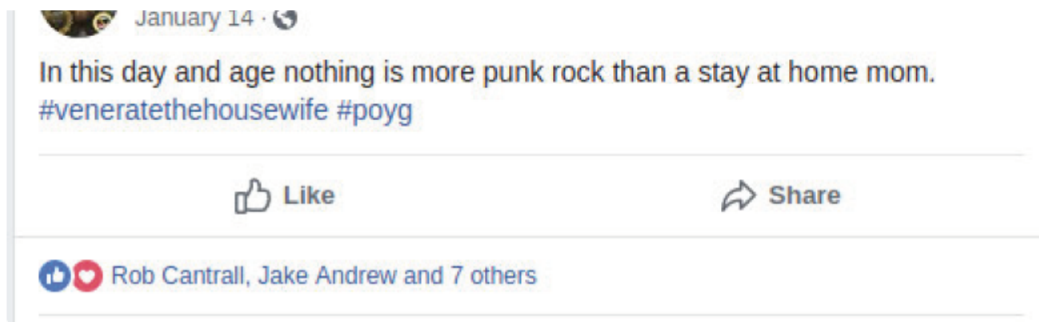 January 14 ·
In this day and age nothing is more punk rock than a stay at home mom.
#veneratethehousewife #poyg
Like
Share
Rob Cantrall, Jake Andrew and 7 others